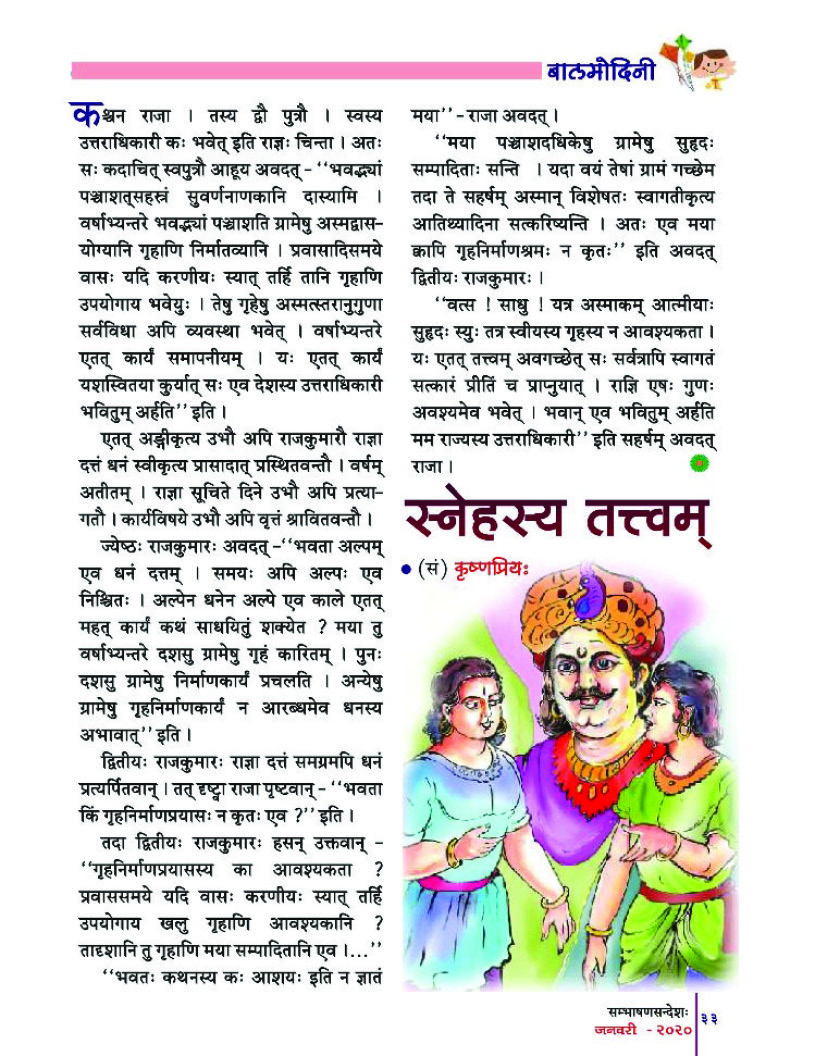 बालमोदिनी
कश्चन राजा । तस्य द्वौ पुत्रौ । स्वस्य
उत्तराधिकारी कः भवेत् इति राज्ञः चिन्ता । अतः
सः कदाचित् स्वपुत्रौ आहूय अवदत् - ‘‘भवद्भ्यां
पञ्चाशत्सहस्रं सुवर्णनाणकानि दास्यामि ।
वर्षाभ्यन्तरे भवद्भ्यां पञ्चाशति ग्रामेषु अस्मद्वास-
योग्यानि गृहाणि निर्मातव्यानि । प्रवासादिसमये
वासः यदि करणीयः स्यात् तर्हि तानि गृहाणि
उपयोगाय भवेयुः । तेषु गृहेषु अस्मत्स्तरानुगुणा
सर्वविधा अपि व्यवस्था भवेत् । वर्षाभ्यन्तरे
एतत् कार्यं समापनीयम् । यः एतत् कार्यं
यशस्वितया कुर्यात् सः एव देशस्य उत्तराधिकारी
भवितुम् अर्हति’’ इति ।
एतत् अङ्गीकृत्य उभौ अपि राजकुमारौ राज्ञा
दत्तं धनं स्वीकृत्य प्रासादात् प्रस्थितवन्तौ । वर्षम्
अतीतम् । राज्ञा सूचिते दिने उभौ अपि प्रत्या-
गतौ । कार्यविषये उभौ अपि वृत्तं श्रावितवन्तौ ।
ज्येष्ठः राजकुमारः अवदत् -‘‘भवता अल्पम्
एव धनं दत्तम् । समयः अपि अल्पः एव
निश्चितः । अल्पेन धनेन अल्पे एव काले एतत्
महत् कार्यं कथं साधयितुं शक्येत ? मया तु
वर्षाभ्यन्तरे दशसु ग्रामेषु गृहं कारितम् । पुनः
दशसु ग्रामेषु निर्माणकार्यं प्रचलति । अन्येषु
ग्रामेषु गृहनिर्माणकार्यं न आरब्धमेव धनस्य
अभावात्’’ इति ।
द्वितीयः राजकुमारः राज्ञा दत्तं समग्रमपि धनं
प्रत्यर्पितवान् । तत् दृष्ट्वा राजा पृष्टवान् - ‘‘भवता
किं गृहनिर्माणप्रयासः न कृतः एव ?’’ इति ।
तदा द्वितीयः राजकुमारः हसन् उक्तवान् -
‘‘गृहनिर्माणप्रयासस्य का आवश्यकता ?
प्रवाससमये यदि वासः करणीयः स्यात् तर्हि
उपयोगाय खलु गृहाणि आवश्यकानि ?
तादृशानि तु गृहाणि मया सम्पादितानि एव ।...’’
‘‘भवतः कथनस्य कः आशयः इति न ज्ञातं
मया’’ - राजा अवदत् ।
‘‘मया पञ्चाशदधिकेषु ग्रामेषु सुहृदः
सम्पादिताः सन्ति । यदा वयं तेषां ग्रामं गच्छेम
तदा ते सहर्षम् अस्मान् विशेषतः स्वागतीकृत्य
आतिथ्यादिना सत्करिष्यन्ति । अतः एव मया
क्वापि गृहनिर्माणश्रमः न कृतः’’ इति अवदत्
द्वितीयः राजकुमारः ।
‘‘वत्स ! साधु ! यत्र अस्माकम् आत्मीयाः
सुहृदः स्युः तत्र स्वीयस्य गृहस्य न आवश्यकता ।
यः एतत् तत्त्वम् अवगच्छेत् सः सर्वत्रापि स्वागतं
सत्कारं प्रीतिं च प्राप्नुयात् । राज्ञि एषः गुणः
अवश्यमेव भवेत् । भवान् एव भवितुम् अर्हति
मम राज्यस्य उत्तराधिकारी’’ इति सहर्षम् अवदत्
राजा ।
स्नेहस्य तत्त्वम्
● (सं) कृष्णप्रियः
सम्भाषणसन्देशः
जनवरी - २०२०
३३